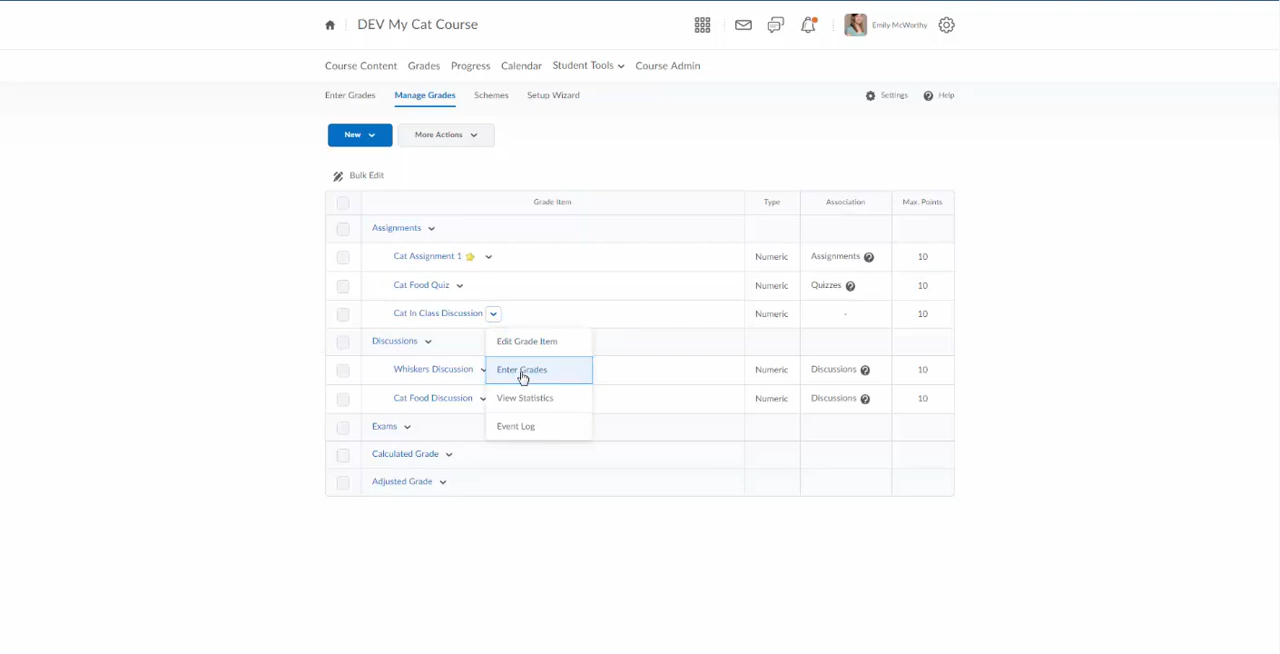 DEV My Cat Course
Emily McWorthy
Course Content Grades Progress Calendar Student Tools Course Admin
Enter Grades Manage Grades Schemes Setup Wizard Settings Help
New More Actions
Bulk Edit
Grade Item Type Association Max. Points
Assignments
Cat Assignment 1 Numeric Assignments 10
Cat Food Quiz Numeric Quizzes 10
Cat In Class Discussion Numeric - 10
Discussions Edit Grade Item
Whiskers Discussion Enter Grades Numeric Discussions 10
Cat Food Discussion View Statistics Numeric Discussions 10
Exams Event Log
Calculated Grade
Adjusted Grade